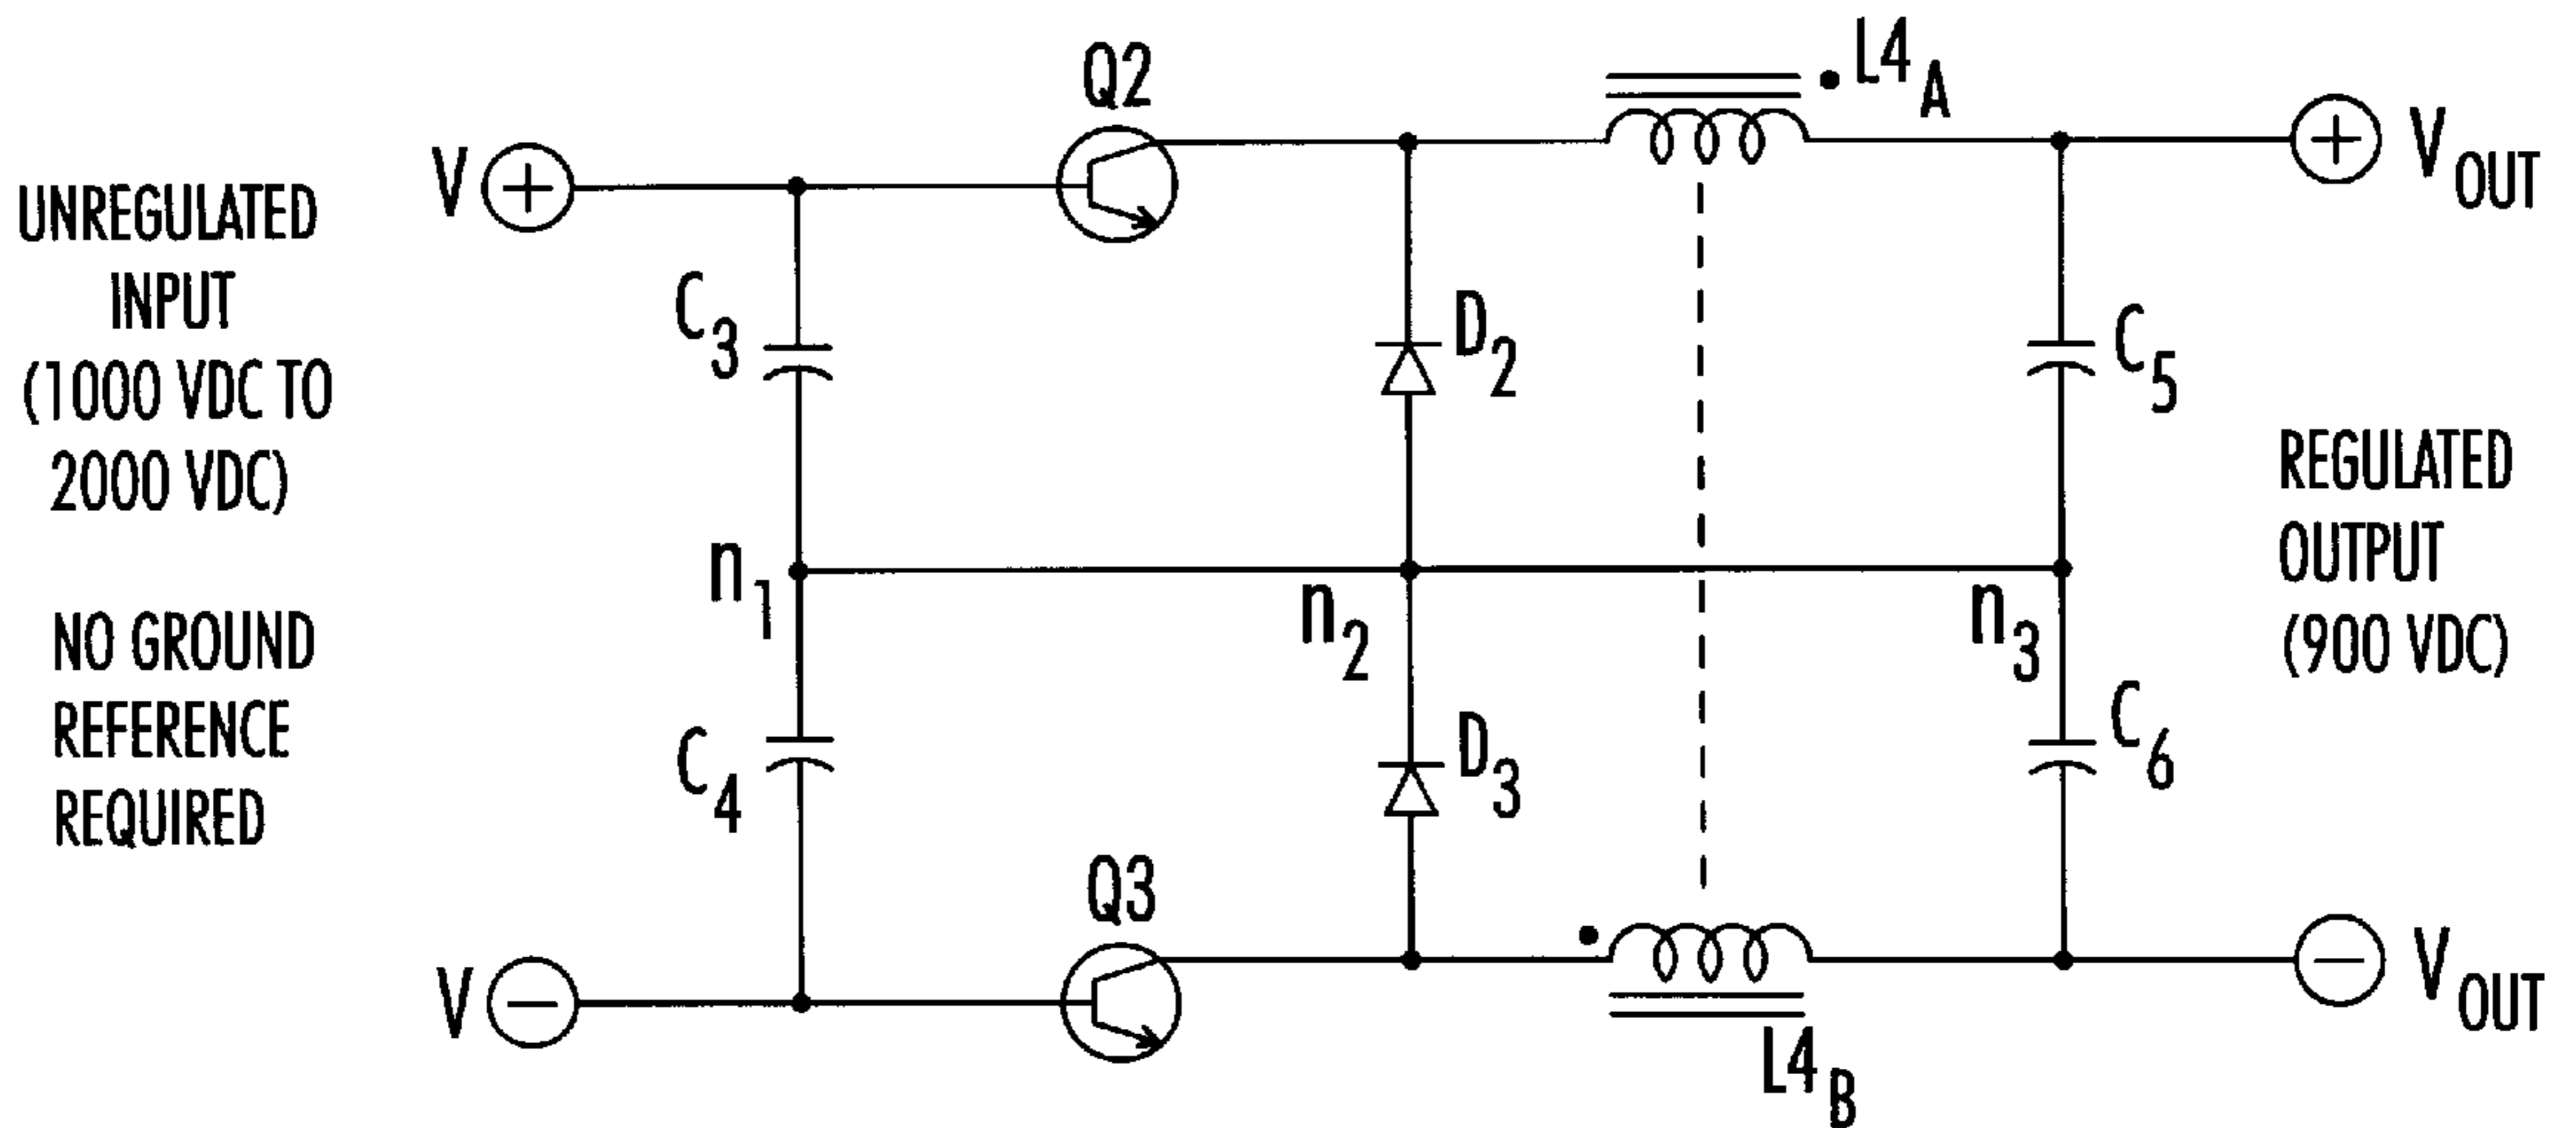 UNREGULATED
INPUT
(1000 VDC TO
2000 VDC)
NO GROUND
REFERENCE
REQUIRED
V +
Q2
L4A
+ VOUT
C3
D2
C5
n1
n2
n3
REGULATED
OUTPUT
(900 VDC)
C4
D3
C6
Q3
V −
L4B
− VOUT